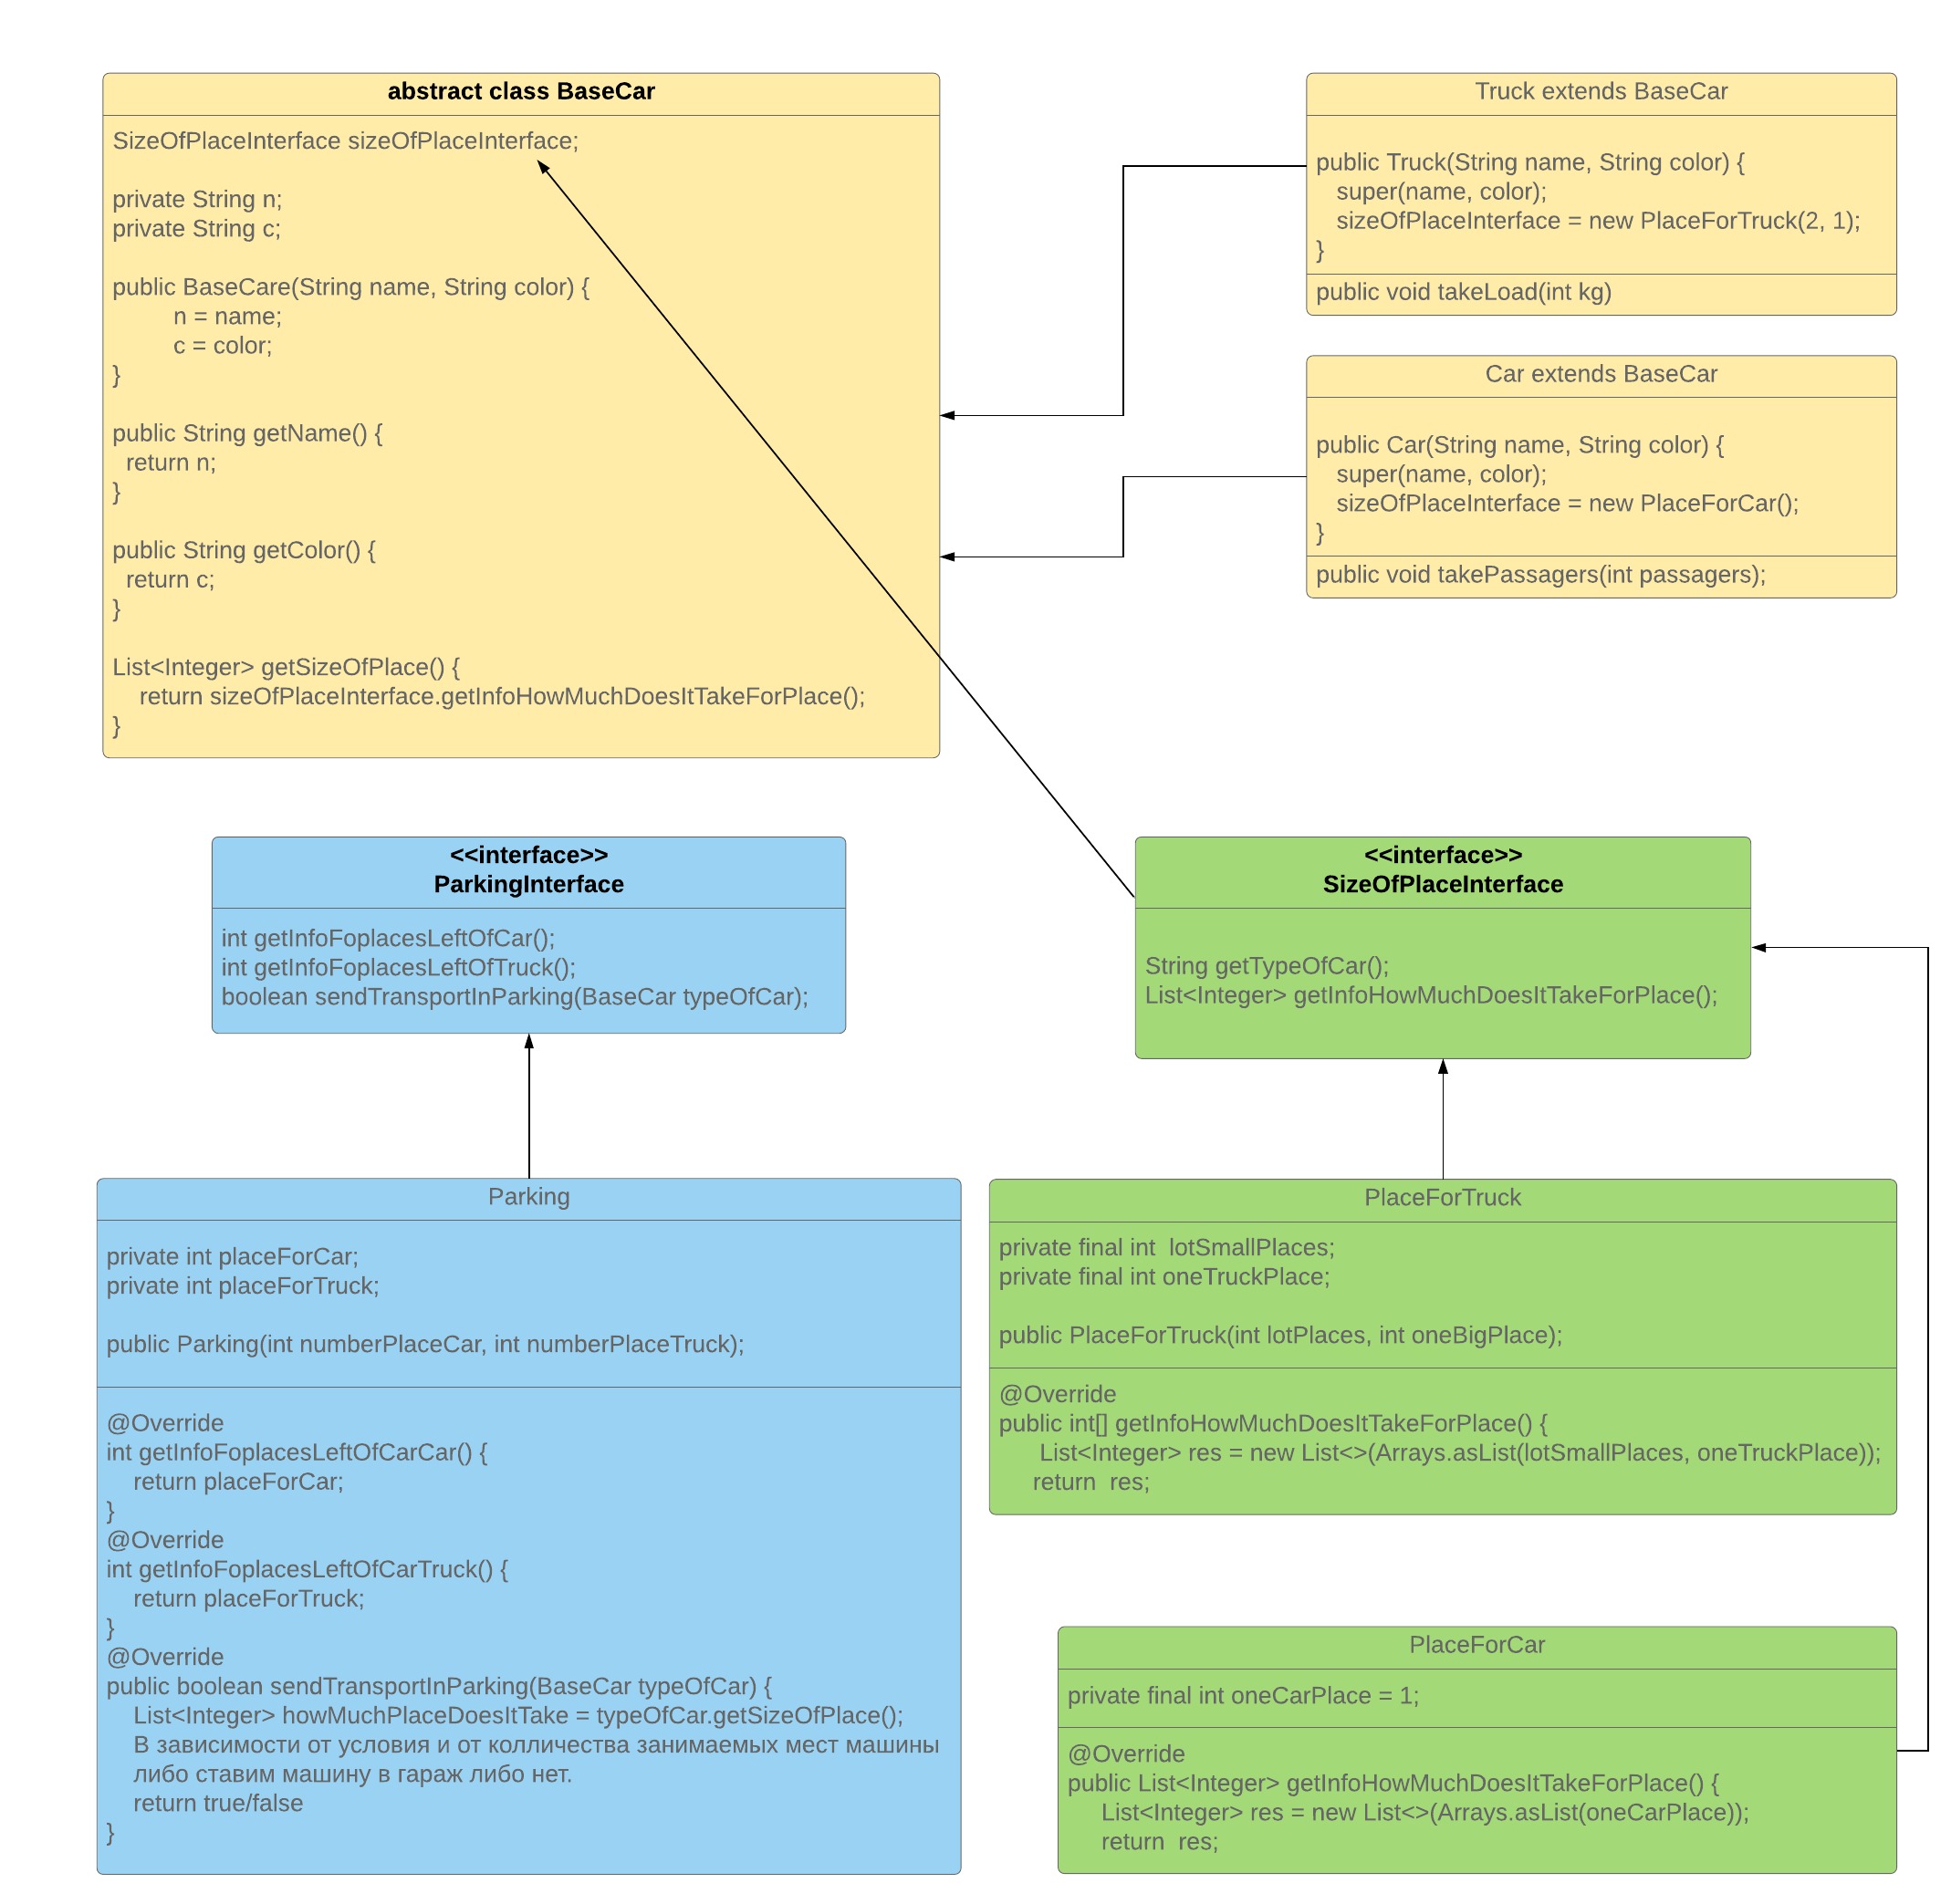 abstract class BaseCar
SizeOfPlaceInterface sizeOfPlaceInterface;
private String n;
private String c;
public BaseCare(String name, String color) {
n = name;
c = color;
}
public String getName() {
return n;
}
public String getColor() {
return c;
}
List<Integer> getSizeOfPlace() {
return sizeOfPlaceInterface.getInfoHowMuchDoesItTakeForPlace();
}
Truck extends BaseCar
public Truck(String name, String color) {
super(name, color);
sizeOfPlaceInterface = new PlaceForTruck(2, 1);
}
public void takeLoad(int kg)
Car extends BaseCar
public Car(String name, String color) {
super(name, color);
sizeOfPlaceInterface = new PlaceForCar();
}
public void takePassagers(int passagers);
<<interface>>
ParkingInterface
int getInfoFoplacesLeftOfCar();
int getInfoFoplacesLeftOfTruck();
boolean sendTransportInParking(BaseCar typeOfCar);
<<interface>>
SizeOfPlaceInterface
String getTypeOfCar();
List<Integer> getInfoHowMuchDoesItTakeForPlace();
Parking
private int placeForCar;
private int placeForTruck;
public Parking(int numberPlaceCar, int numberPlaceTruck);
@Override
int getInfoFoplacesLeftOfCarCar() {
return placeForCar;
}
@Override
int getInfoFoplacesLeftOfCarTruck() {
return placeForTruck;
}
@Override
public boolean sendTransportInParking(BaseCar typeOfCar) {
List<Integer> howMuchPlaceDoesItTake = typeOfCar.getSizeOfPlace();
В зависимости от условия и от колличества занимаемых мест машины
либо ставим машину в гараж либо нет.
return true/false
}
PlaceForTruck
private final int  lotSmallPlaces;
private final int oneTruckPlace;
public PlaceForTruck(int lotPlaces, int oneBigPlace);
@Override
public int[] getInfoHowMuchDoesItTakeForPlace() {
List<Integer> res = new List<>(Arrays.asList(lotSmallPlaces, oneTruckPlace));
return  res;
PlaceForCar
private final int oneCarPlace = 1;
@Override
public List<Integer> getInfoHowMuchDoesItTakeForPlace() {
List<Integer> res = new List<>(Arrays.asList(oneCarPlace));
return  res;